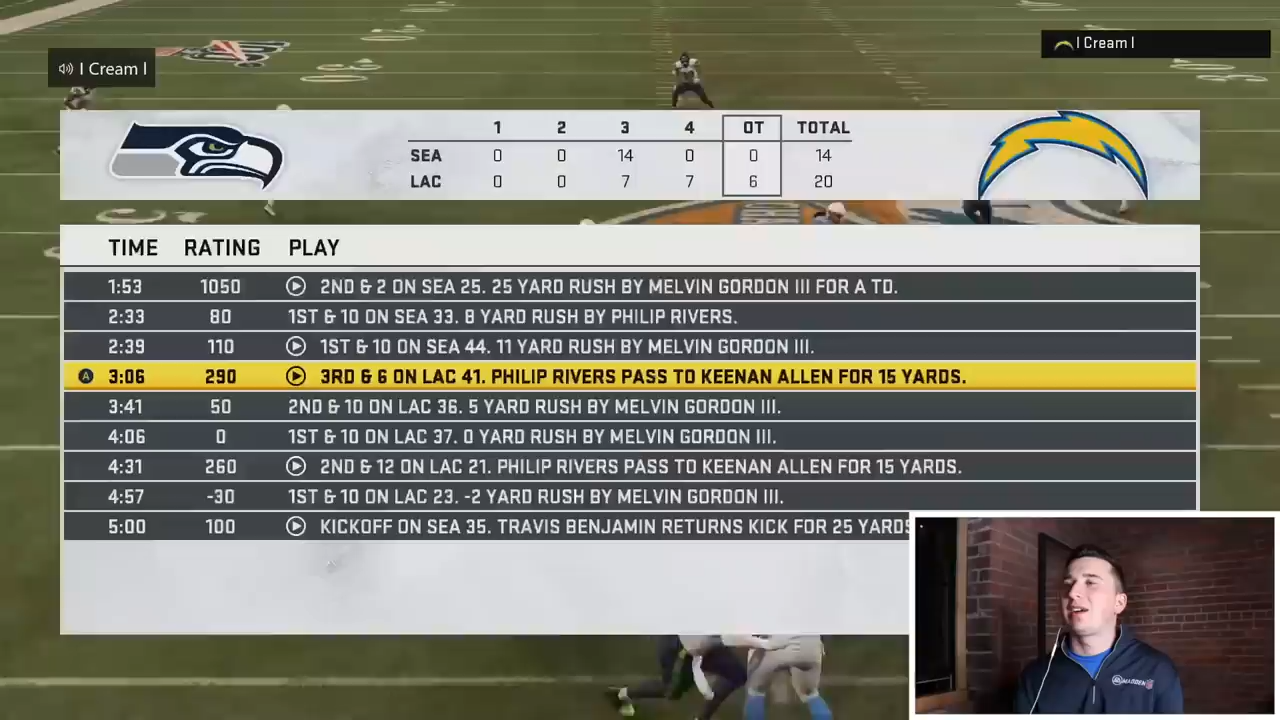 I Cream I
I Cream I
1 2 3 4 OT TOTAL
SEA 0 0 14 0 0 14
LAC 0 0 7 7 6 20
TIME RATING PLAY
1:53 1050 2ND & 2 ON SEA 25. 25 YARD RUSH BY MELVIN GORDON III FOR A TD.
2:33 80 1ST & 10 ON SEA 33. 8 YARD RUSH BY PHILIP RIVERS.
2:39 110 1ST & 10 ON SEA 44. 11 YARD RUSH BY MELVIN GORDON III.
A 3:06 290 3RD & 6 ON LAC 41. PHILIP RIVERS PASS TO KEENAN ALLEN FOR 15 YARDS.
3:41 50 2ND & 10 ON LAC 36. 5 YARD RUSH BY MELVIN GORDON III.
4:06 0 1ST & 10 ON LAC 37. 0 YARD RUSH BY MELVIN GORDON III.
4:31 260 2ND & 12 ON LAC 21. PHILIP RIVERS PASS TO KEENAN ALLEN FOR 15 YARDS.
4:57 -30 1ST & 10 ON LAC 23. -2 YARD RUSH BY MELVIN GORDON III.
5:00 100 KICKOFF ON SEA 35. TRAVIS BENJAMIN RETURNS KICK FOR 25 YARDS
MADDEN